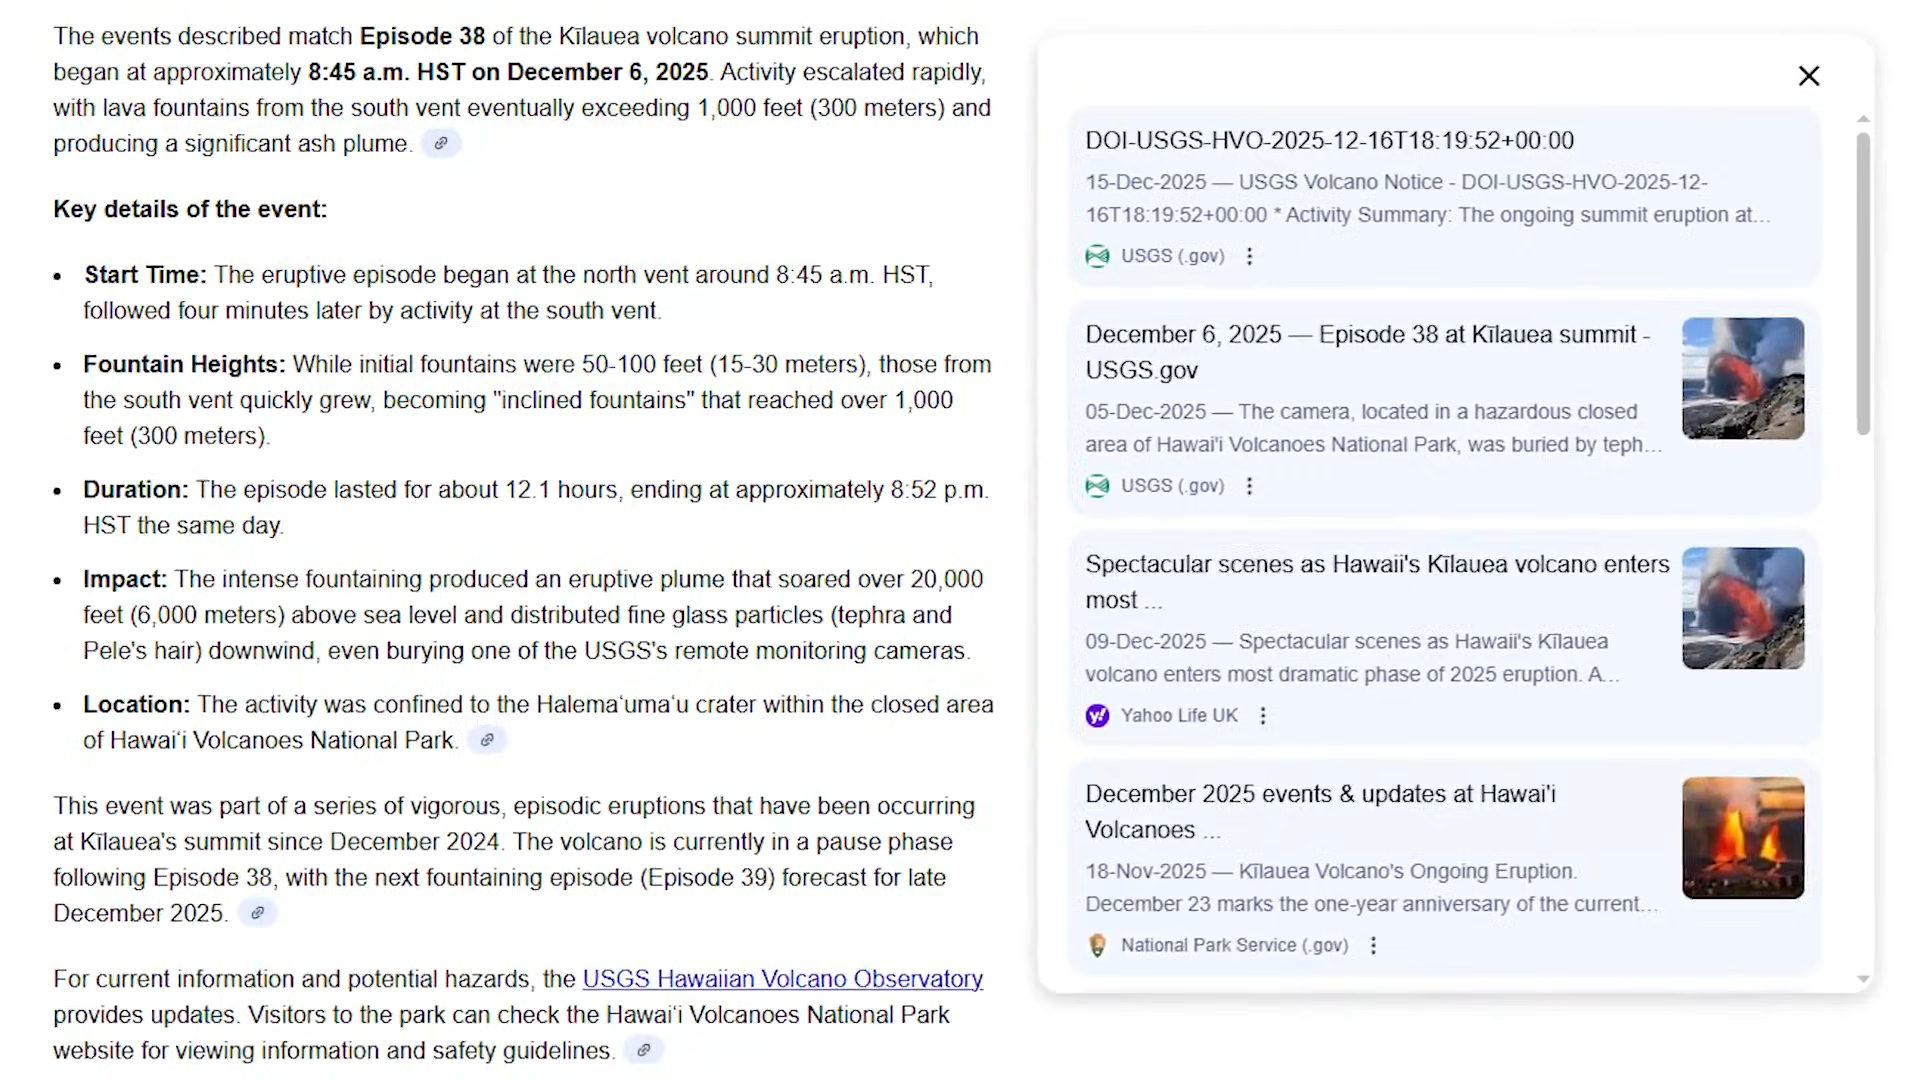 The events described match Episode 38 of the Kīlauea volcano summit eruption, which
began at approximately 8:45 a.m. HST on December 6, 2025. Activity escalated rapidly,
with lava fountains from the south vent eventually exceeding 1,000 feet (300 meters) and
producing a significant ash plume.
Key details of the event:
• Start Time: The eruptive episode began at the north vent around 8:45 a.m. HST,
followed four minutes later by activity at the south vent.
• Fountain Heights: While initial fountains were 50-100 feet (15-30 meters), those from
the south vent quickly grew, becoming "inclined fountains" that reached over 1,000
feet (300 meters).
• Duration: The episode lasted for about 12.1 hours, ending at approximately 8:52 p.m.
HST the same day.
• Impact: The intense fountaining produced an eruptive plume that soared over 20,000
feet (6,000 meters) above sea level and distributed fine glass particles (tephra and
Pele's hair) downwind, even burying one of the USGS's remote monitoring cameras.
• Location: The activity was confined to the Halemaʻumaʻu crater within the closed area
of Hawaiʻi Volcanoes National Park.
This event was part of a series of vigorous, episodic eruptions that have been occurring
at Kīlauea's summit since December 2024. The volcano is currently in a pause phase
following Episode 38, with the next fountaining episode (Episode 39) forecast for late
December 2025.
For current information and potential hazards, the USGS Hawaiian Volcano Observatory
provides updates. Visitors to the park can check the Hawaiʻi Volcanoes National Park
website for viewing information and safety guidelines.
DOI-USGS-HVO-2025-12-16T18:19:52+00:00
15-Dec-2025 — USGS Volcano Notice - DOI-USGS-HVO-2025-12-
16T18:19:52+00:00 * Activity Summary: The ongoing summit eruption at...
USGS (.gov)
December 6, 2025 — Episode 38 at Kīlauea summit -
USGS.gov
05-Dec-2025 — The camera, located in a hazardous closed
area of Hawai'i Volcanoes National Park, was buried by teph...
USGS (.gov)
Spectacular scenes as Hawaii's Kīlauea volcano enters
most ...
09-Dec-2025 — Spectacular scenes as Hawaii's Kīlauea
volcano enters most dramatic phase of 2025 eruption. A...
y! Yahoo Life UK
December 2025 events & updates at Hawai'i
Volcanoes ...
18-Nov-2025 — Kīlauea Volcano's Ongoing Eruption.
December 23 marks the one-year anniversary of the current...
National Park Service (.gov)